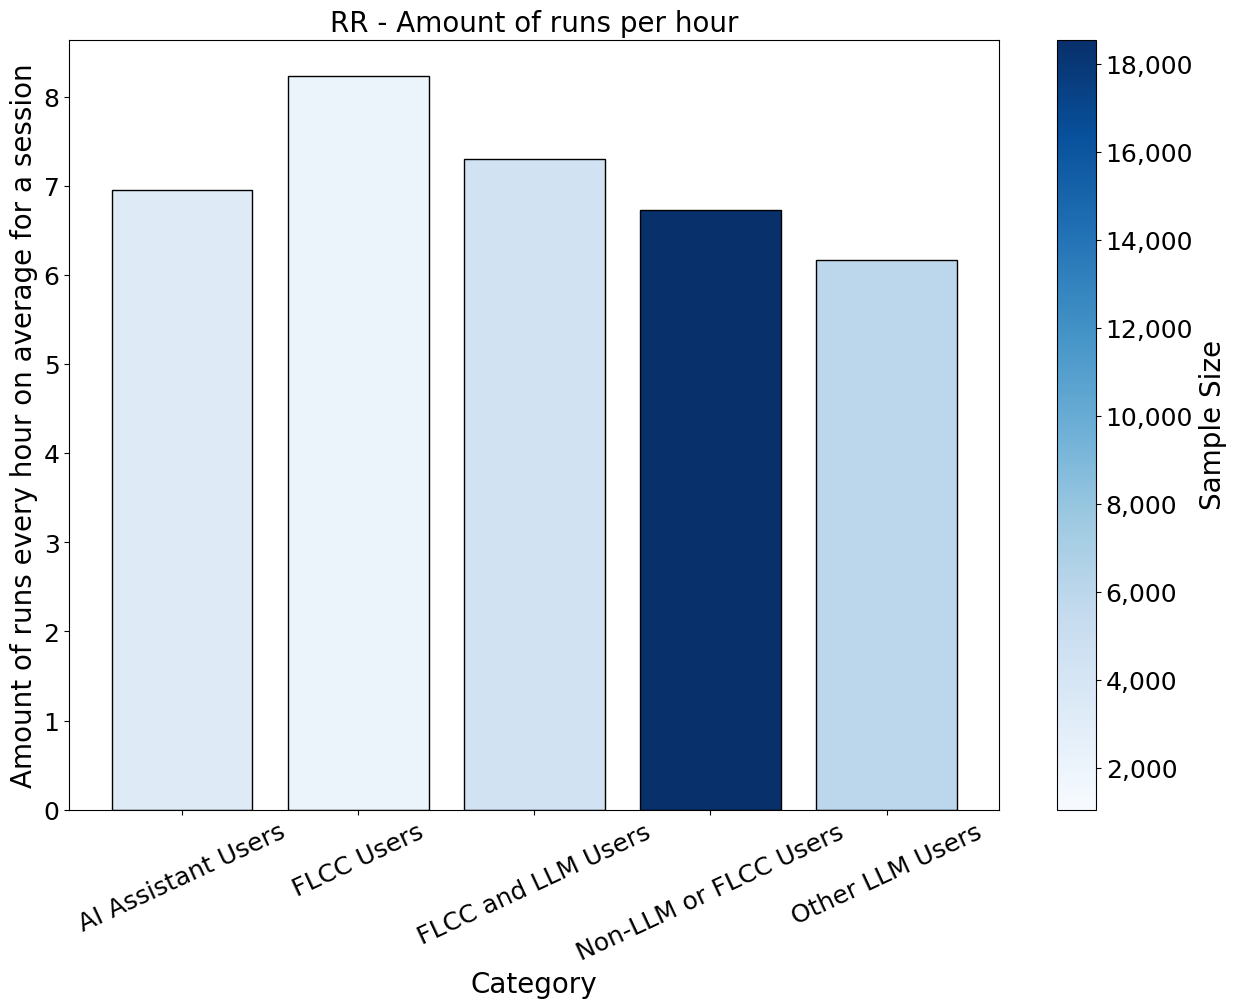 RR - Amount of runs per hour
Amount of runs every hour on average for a session
8
7
6
5
4
3
2
1
0
AI Assistant Users
FLCC Users
FLCC and LLM Users
Non-LLM or FLCC Users
Other LLM Users
Category
18,000
16,000
14,000
12,000
10,000
8,000
6,000
4,000
2,000
Sample Size